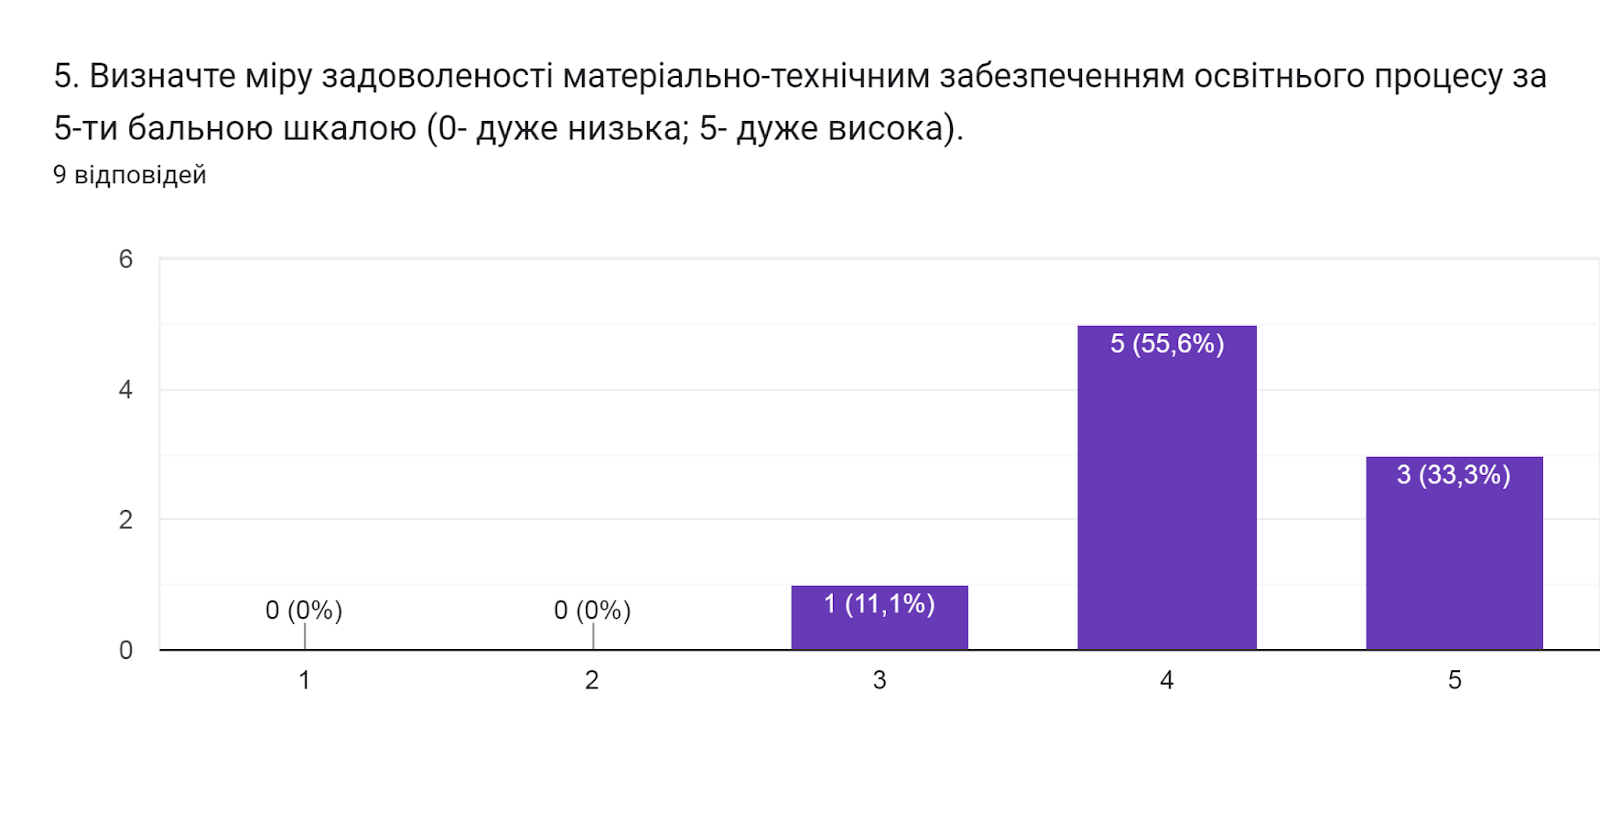 5. Визначте міру задоволеності матеріально-технічним забезпеченням освітнього процесу за
5-ти бальною шкалою (0- дуже низька; 5- дуже висока).
9 відповідей
6
5 (55,6%)
4
3 (33,3%)
2
0 (0%) 0 (0%) 1 (11,1%)
0
1 2 3 4 5